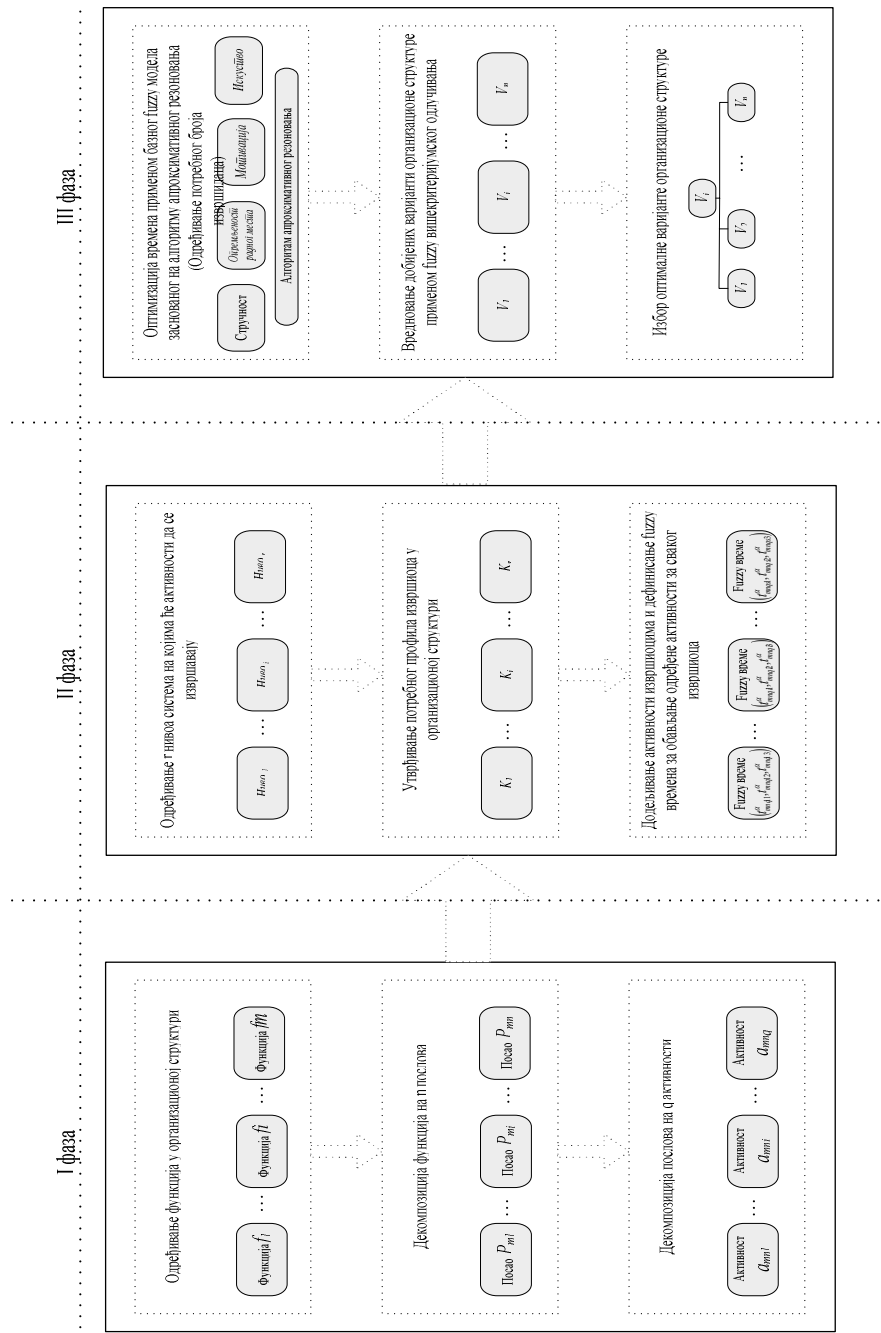 I фаза
Одређивање функција у организационој структури
Функција f1 ... Функција fi ... Функција fm
Декомпозиција функција на n послова
Посао Pm1 ... Посао Pmi ... Посао Pmn
Декомпозиција послова на q активности
Активност ... Активност ... Активност
amn1 amni amnq
II фаза
Одређивање r нивоа система на којима ће активности да се
извршавају
Ниво 1 ... Ниво i ... Ниво r
Утврђивање потребног профила извршиоца у
организационој структури
K1 ... Ki ... Kr
Додељивање активности извршиоцима и дефинисање fuzzy
времена за обављање одређене активности за сваког
извршиоца
Fuzzy време ... Fuzzy време ... Fuzzy време
III фаза
Оптимизација времена применом базног fuzzy модела
заснованог на алгоритму апроксимативног резоновања
(Одређивање потребног броја
извршилаца)
Стручност
Опремљеност
радног места
Мотивација
Искуство
Алгоритам апроксимативног резоновања
Вредновање добијених варијанти организационе структуре
применом fuzzy вишекритеријумског одлучивања
V1 ... Vi ... Vn
Избор оптималне варијанте организационе структуре
Vi
V1 V2 ... Vn